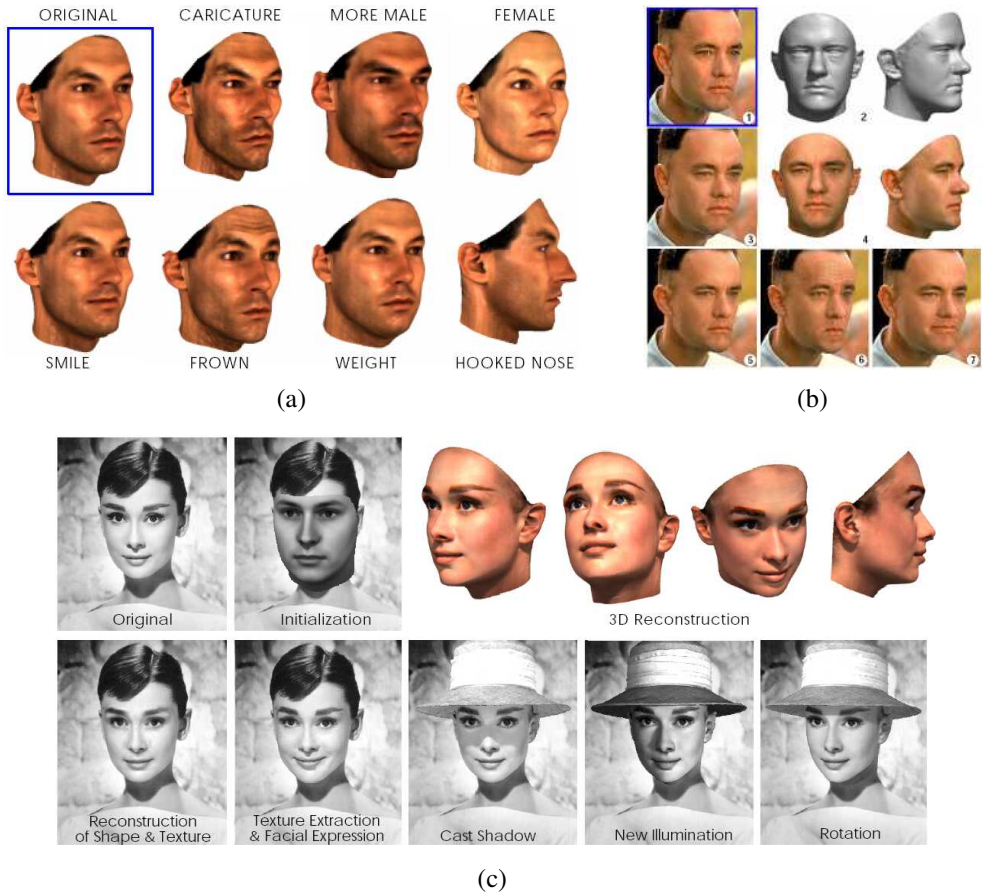 ORIGINAL CARICATURE MORE MALE FEMALE
SMILE FROWN WEIGHT HOOKED NOSE
(a)
1
2
3
4
5 6 7
(b)
Original Initialization 3D Reconstruction
Reconstruction
of Shape & Texture
Texture Extraction
& Facial Expression
Cast Shadow
New Illumination
Rotation
(c)